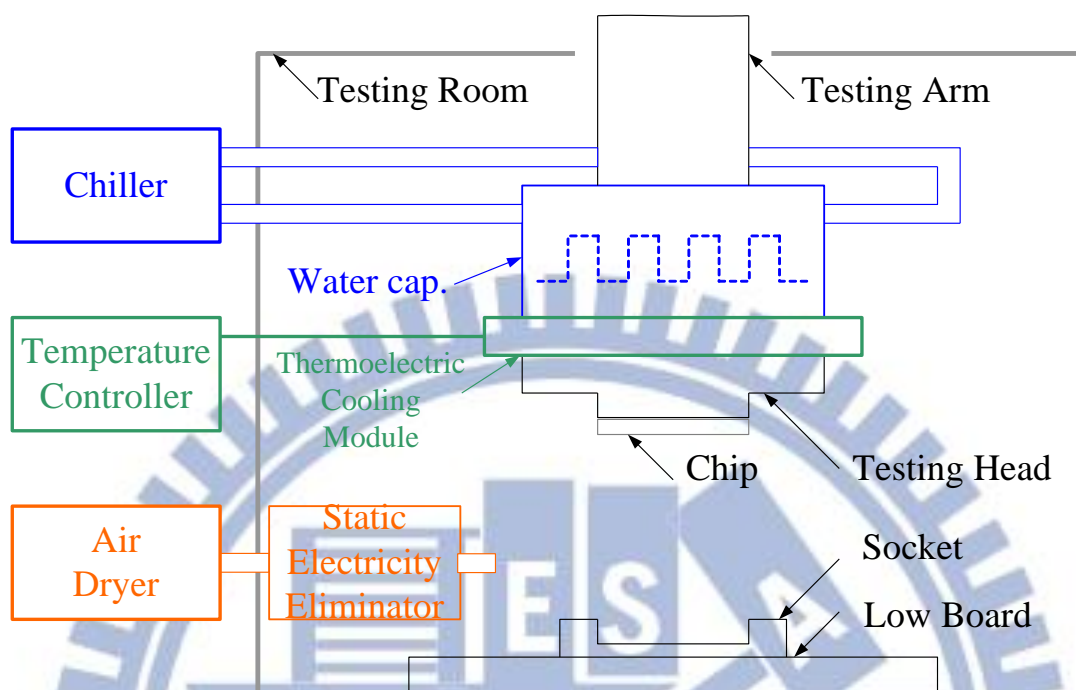 Testing Room
Testing Arm
Chiller
Water cap.
Temperature
Controller
Thermoelectric
Cooling
Module
Chip
Testing Head
Air
Dryer
Static
Electricity
Eliminator
Socket
Low Board
E S A